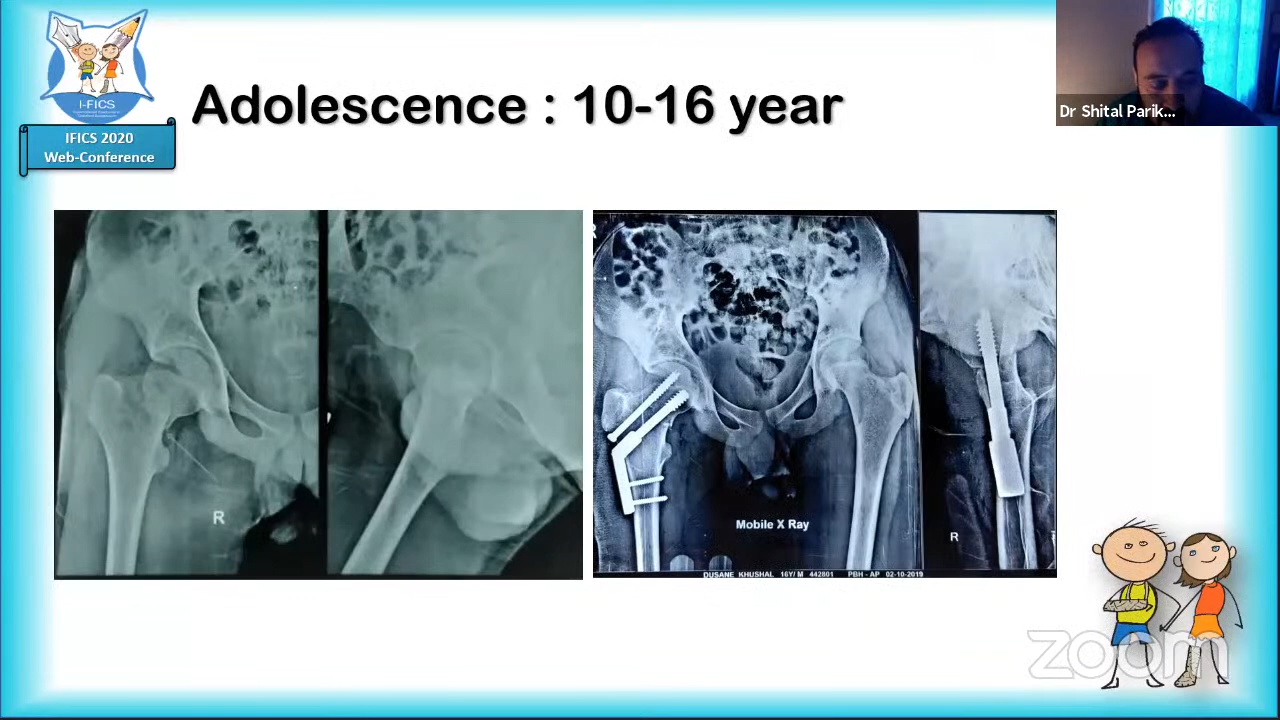 I-FICS
IFICS 2020
Web-Conference
Adolescence : 10-16 year
Dr Shital Parik...
R
R
Mobile X Ray
R
DUSANE KHUSHAL 16Y/ M 442801 PBH - AP 02-10-2019
zoom